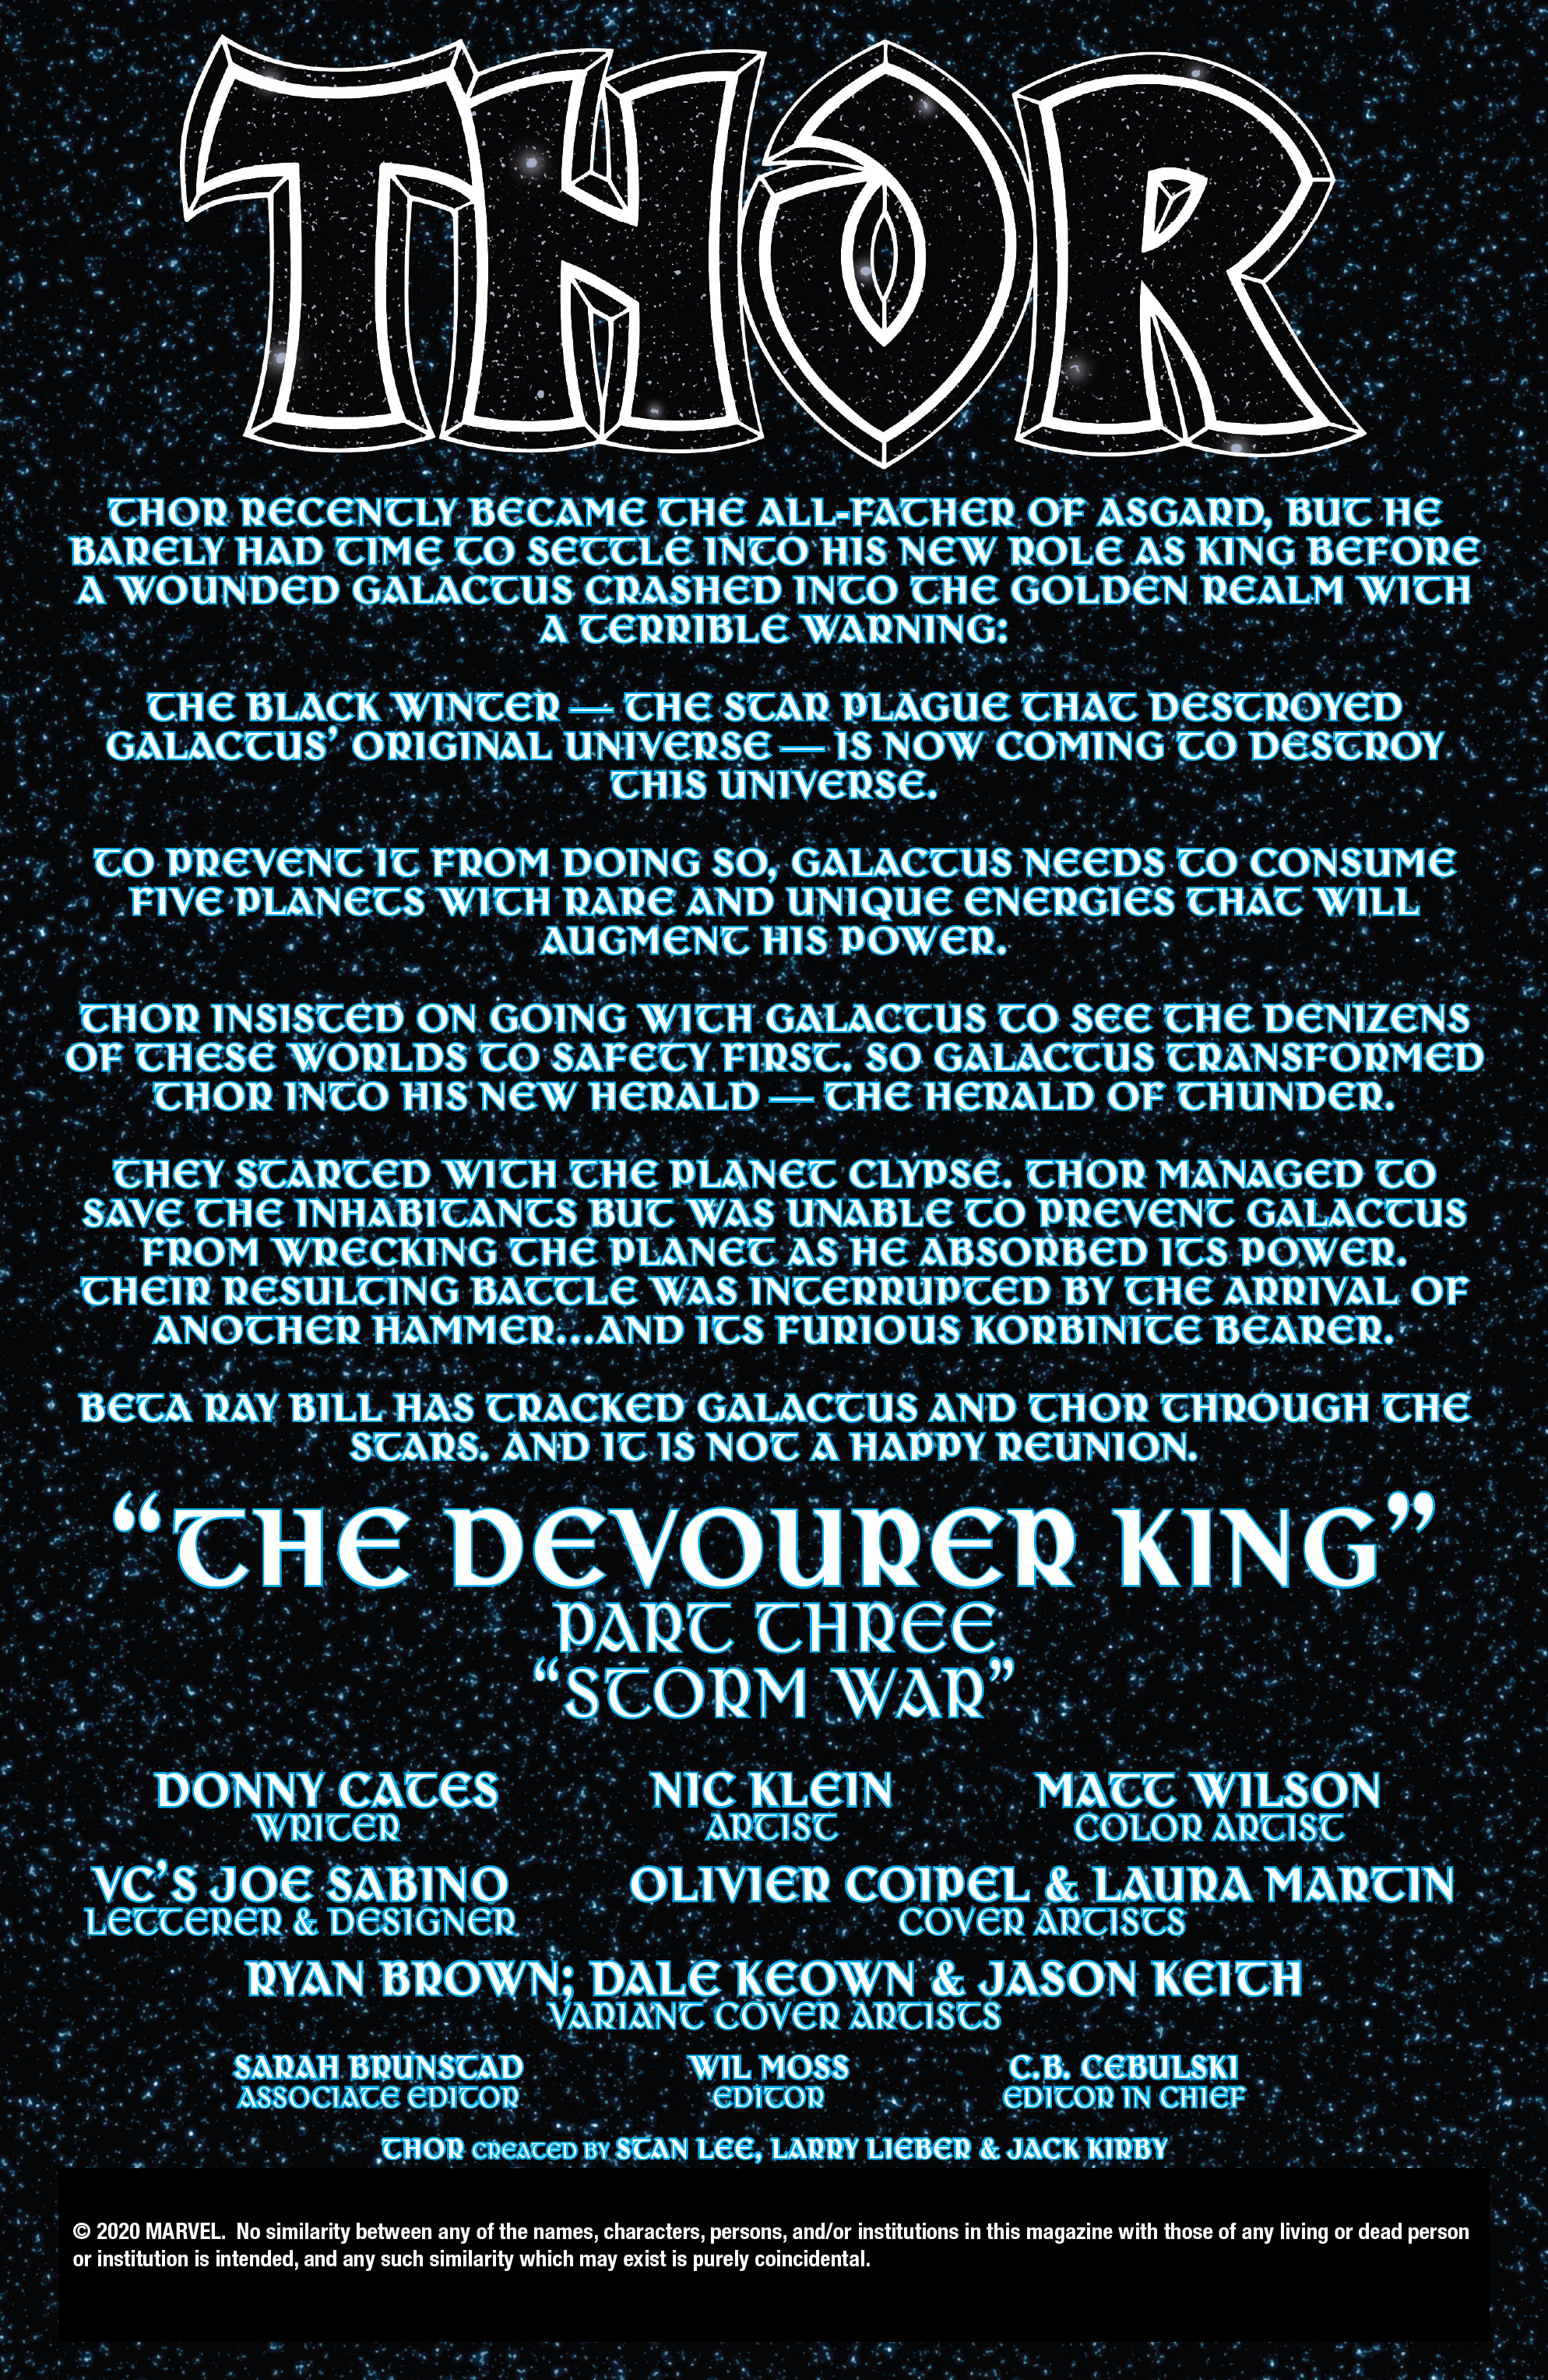 THOR
THOR RECENTLY BECAME THE ALL-FATHER OF ASGARD, BUT HE
BARELY HAD TIME TO SETTLE INTO HIS NEW ROLE AS KING BEFORE
A WOUNDED GALACTUS CRASHED INTO THE GOLDEN REALM WITH
A TERRIBLE WARNING:
THE BLACK WINTER — THE STAR PLAGUE THAT DESTROYED
GALACTUS' ORIGINAL UNIVERSE — IS NOW COMING TO DESTROY
THIS UNIVERSE.
TO PREVENT IT FROM DOING SO, GALACTUS NEEDS TO CONSUME
FIVE PLANETS WITH RARE AND UNIQUE ENERGIES THAT WILL
AUGMENT HIS POWER.
THOR INSISTED ON GOING WITH GALACTUS TO SEE THE DENIZENS
OF THESE WORLDS TO SAFETY FIRST. SO GALACTUS TRANSFORMED
THOR INTO HIS NEW HERALD — THE HERALD OF THUNDER.
THEY STARTED WITH THE PLANET CLYPSE. THOR MANAGED TO
SAVE THE INHABITANTS BUT WAS UNABLE TO PREVENT GALACTUS
FROM WRECKING THE PLANET AS HE ABSORBED ITS POWER.
THEIR RESULTING BATTLE WAS INTERRUPTED BY THE ARRIVAL OF
ANOTHER HAMMER...AND ITS FURIOUS KORBINITE BEARER.
BETA RAY BILL HAS TRACKED GALACTUS AND THOR THROUGH THE
STARS. AND IT IS NOT A HAPPY REUNION.
“THE DEVOURER KING”
PART THREE
“STORM WAR”
DONNY CATES NIC KLEIN MATT WILSON
WRITER ARTIST COLOR ARTIST
VC'S JOE SABINO OLIVIER COIPEL & LAURA MARTIN
LETTERER & DESIGNER COVER ARTISTS
RYAN BROWN; DALE KEOWN & JASON KEITH
VARIANT COVER ARTISTS
SARAH BRUNSTAD WIL MOSS C.B. CEBULSKI
ASSOCIATE EDITOR EDITOR EDITOR IN CHIEF
THOR CREATED BY STAN LEE, LARRY LIEBER & JACK KIRBY
© 2020 MARVEL. No similarity between any of the names, characters, persons, and/or institutions in this magazine with those of any living or dead person
or institution is intended, and any such similarity which may exist is purely coincidental.